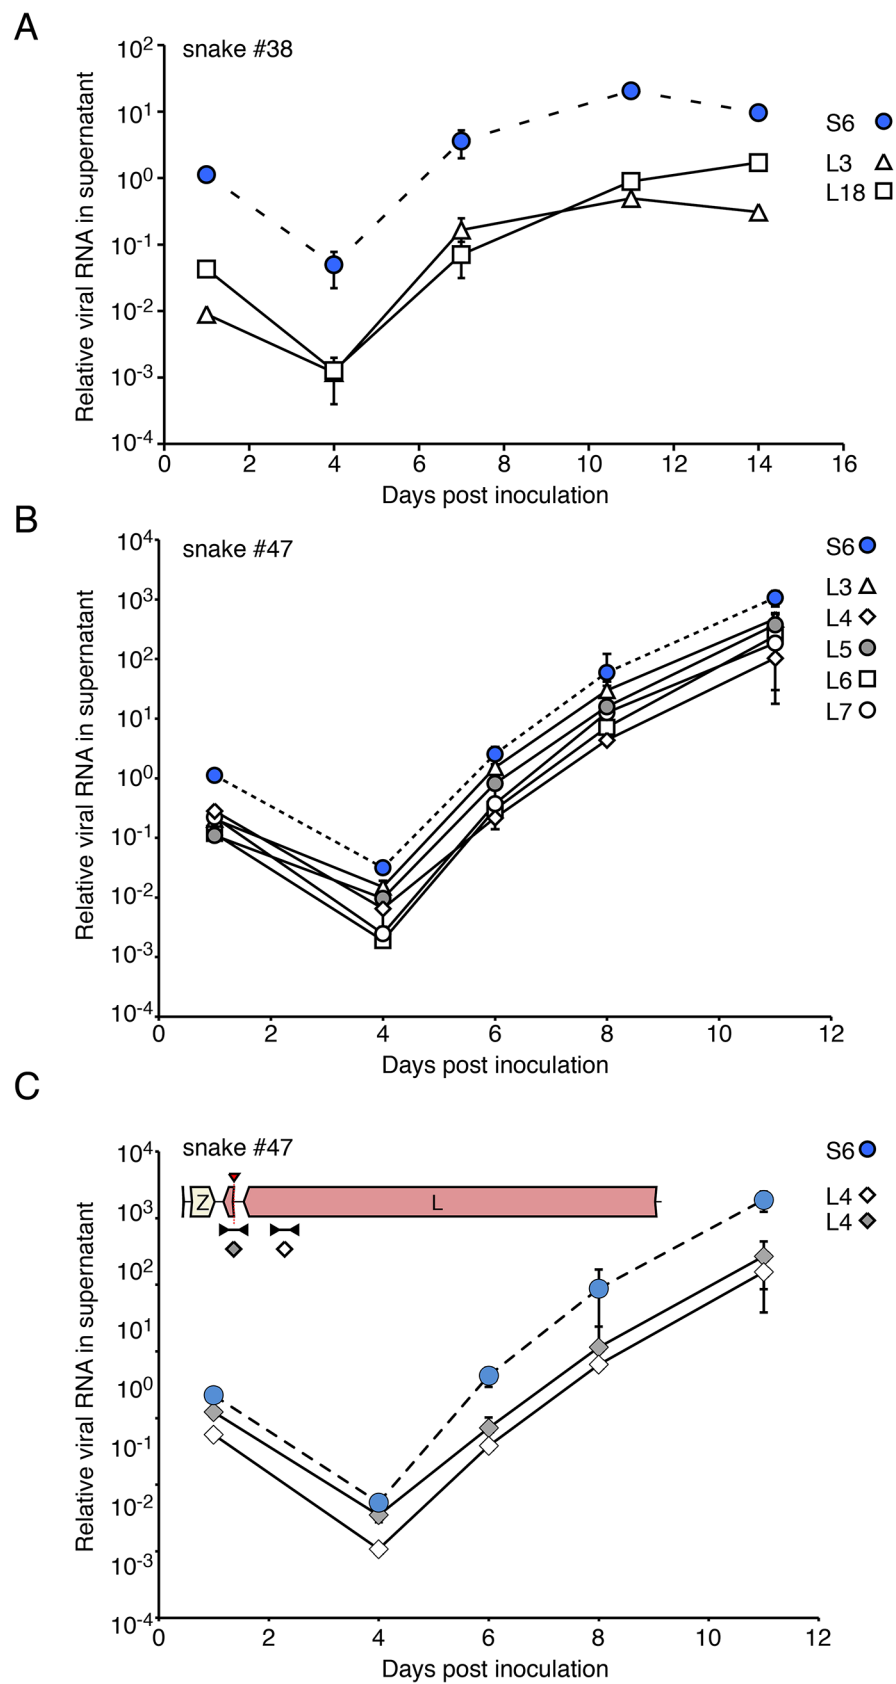 A
snake #38
Relative viral RNA in supernatant
10^2
10^1
10^0
10^-1
10^-2
10^-3
10^-4
0 2 4 6 8 10 12 14 16
Days post inoculation
S6
L3
L18
B
snake #47
Relative viral RNA in supernatant
10^4
10^3
10^2
10^1
10^0
10^-1
10^-2
10^-3
10^-4
0 2 4 6 8 10 12
Days post inoculation
S6
L3
L4
L5
L6
L7
C
snake #47
Z L
Relative viral RNA in supernatant
10^4
10^3
10^2
10^1
10^0
10^-1
10^-2
10^-3
10^-4
0 2 4 6 8 10 12
Days post inoculation
S6
L4
L4